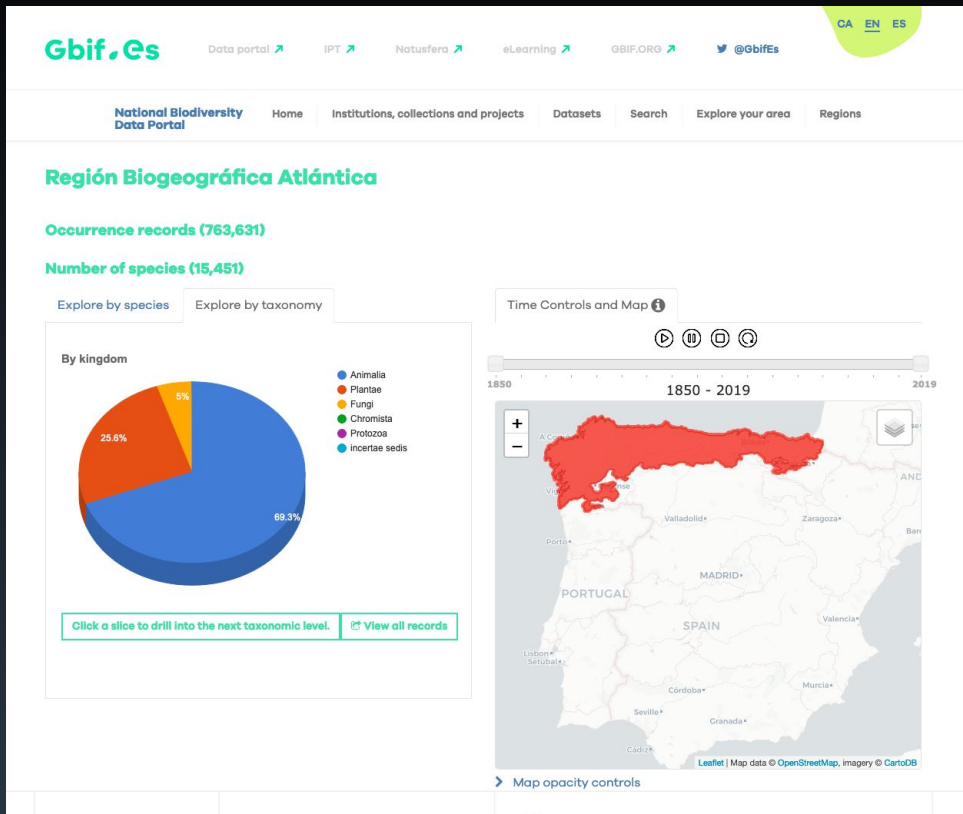 CA EN ES
Gbif.es
Data portal IPT Natusfera eLearning GBIF.ORG @GbifEs
National Biodiversity
Data Portal
Home Institutions, collections and projects Datasets Search Explore your area Regions
Región Biogeográfica Atlántica
Occurrence records (763,631)
Number of species (15,451)
Explore by species Explore by taxonomy
By kingdom
5%
25.6%
69.3%
Animalia
Plantae
Fungi
Chromista
Protozoa
incertae sedis
Click a slice to drill into the next taxonomic level. View all records
Time Controls and Map
1850 2019
1850 - 2019
+
−
Valladolid
Zaragoza
Porto
MADRID
PORTUGAL
SPAIN
Valencia
Lisbon
Setubal
Córdoba
Murcia
Seville
Granada
Cádiz
Leaflet | Map data © OpenStreetMap, imagery © CartoDB
Map opacity controls